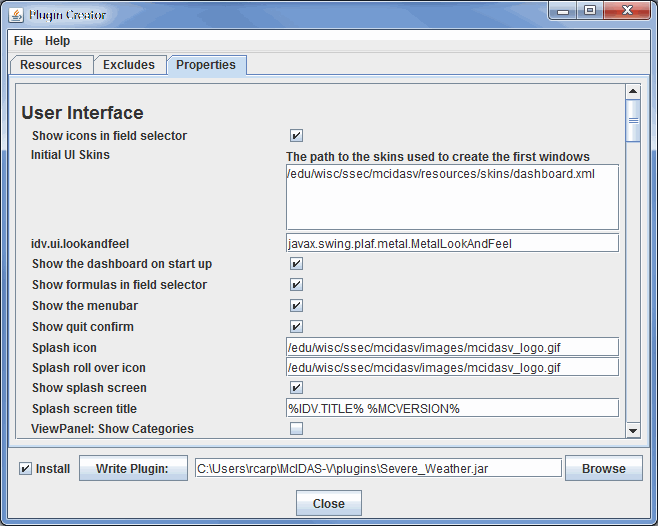 Plugin Creator
File Help
Resources Excludes Properties
User Interface
Show icons in field selector
Initial UI Skins The path to the skins used to create the first windows
/edu/wisc/ssec/mcidasv/resources/skins/dashboard.xml
idv.ui.lookandfeel javax.swing.plaf.metal.MetalLookAndFeel
Show the dashboard on start up
Show formulas in field selector
Show the menubar
Show quit confirm
Splash icon /edu/wisc/ssec/mcidasv/images/mcidasv_logo.gif
Splash roll over icon /edu/wisc/ssec/mcidasv/images/mcidasv_logo.gif
Show splash screen
Splash screen title %IDV.TITLE% %MCVERSION%
ViewPanel: Show Categories
Install Write Plugin: C:\Users\rcarp\McIDAS-V\plugins\Severe_Weather.jar Browse
Close